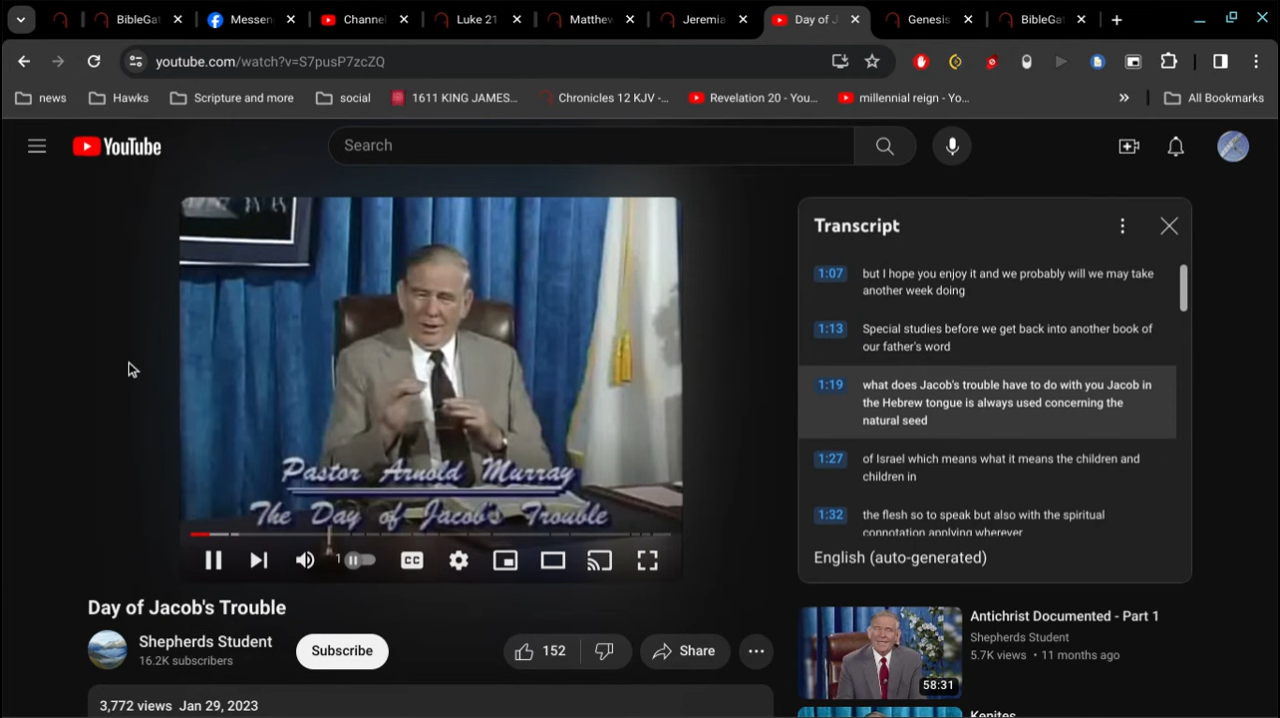 BibleGat
Messen
Channel
Luke 21
Matthew
Jeremia
Day of J
Genesis
BibleGat
youtube.com/watch?v=S7pusP7zcZQ
news
Hawks
Scripture and more
social
1611 KING JAMES...
Chronicles 12 KJV -...
Revelation 20 - You...
millennial reign - Yo...
All Bookmarks
YouTube
Search
Transcript
1:07 but I hope you enjoy it and we probably will we may take
another week doing
1:13 Special studies before we get back into another book of
our father's word
1:19 what does Jacob's trouble have to do with you Jacob in
the Hebrew tongue is always used concerning the
natural seed
1:27 of Israel which means what it means the children and
children in
1:32 the flesh so to speak but also with the spiritual
connotation applying wherever
English (auto-generated)
Pastor Arnold Murray
The Day of Jacob's Trouble
1
CC
Day of Jacob's Trouble
Shepherds Student
16.2K subscribers
Subscribe
152
Share
3,772 views Jan 29, 2023
Antichrist Documented - Part 1
Shepherds Student
5.7K views • 11 months ago
58:31
Kenites